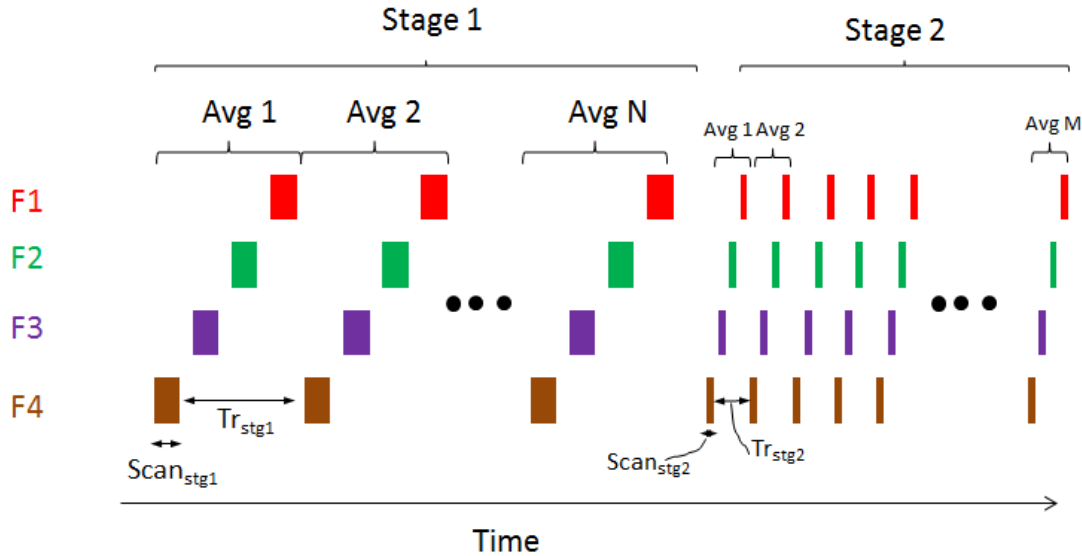 Stage 1
Stage 2
Avg 1
Avg 2
Avg N
Avg 1
Avg 2
Avg M
F1
F2
F3
F4
Tr_stg1
Scan_stg1
Scan_stg2
Tr_stg2
Time